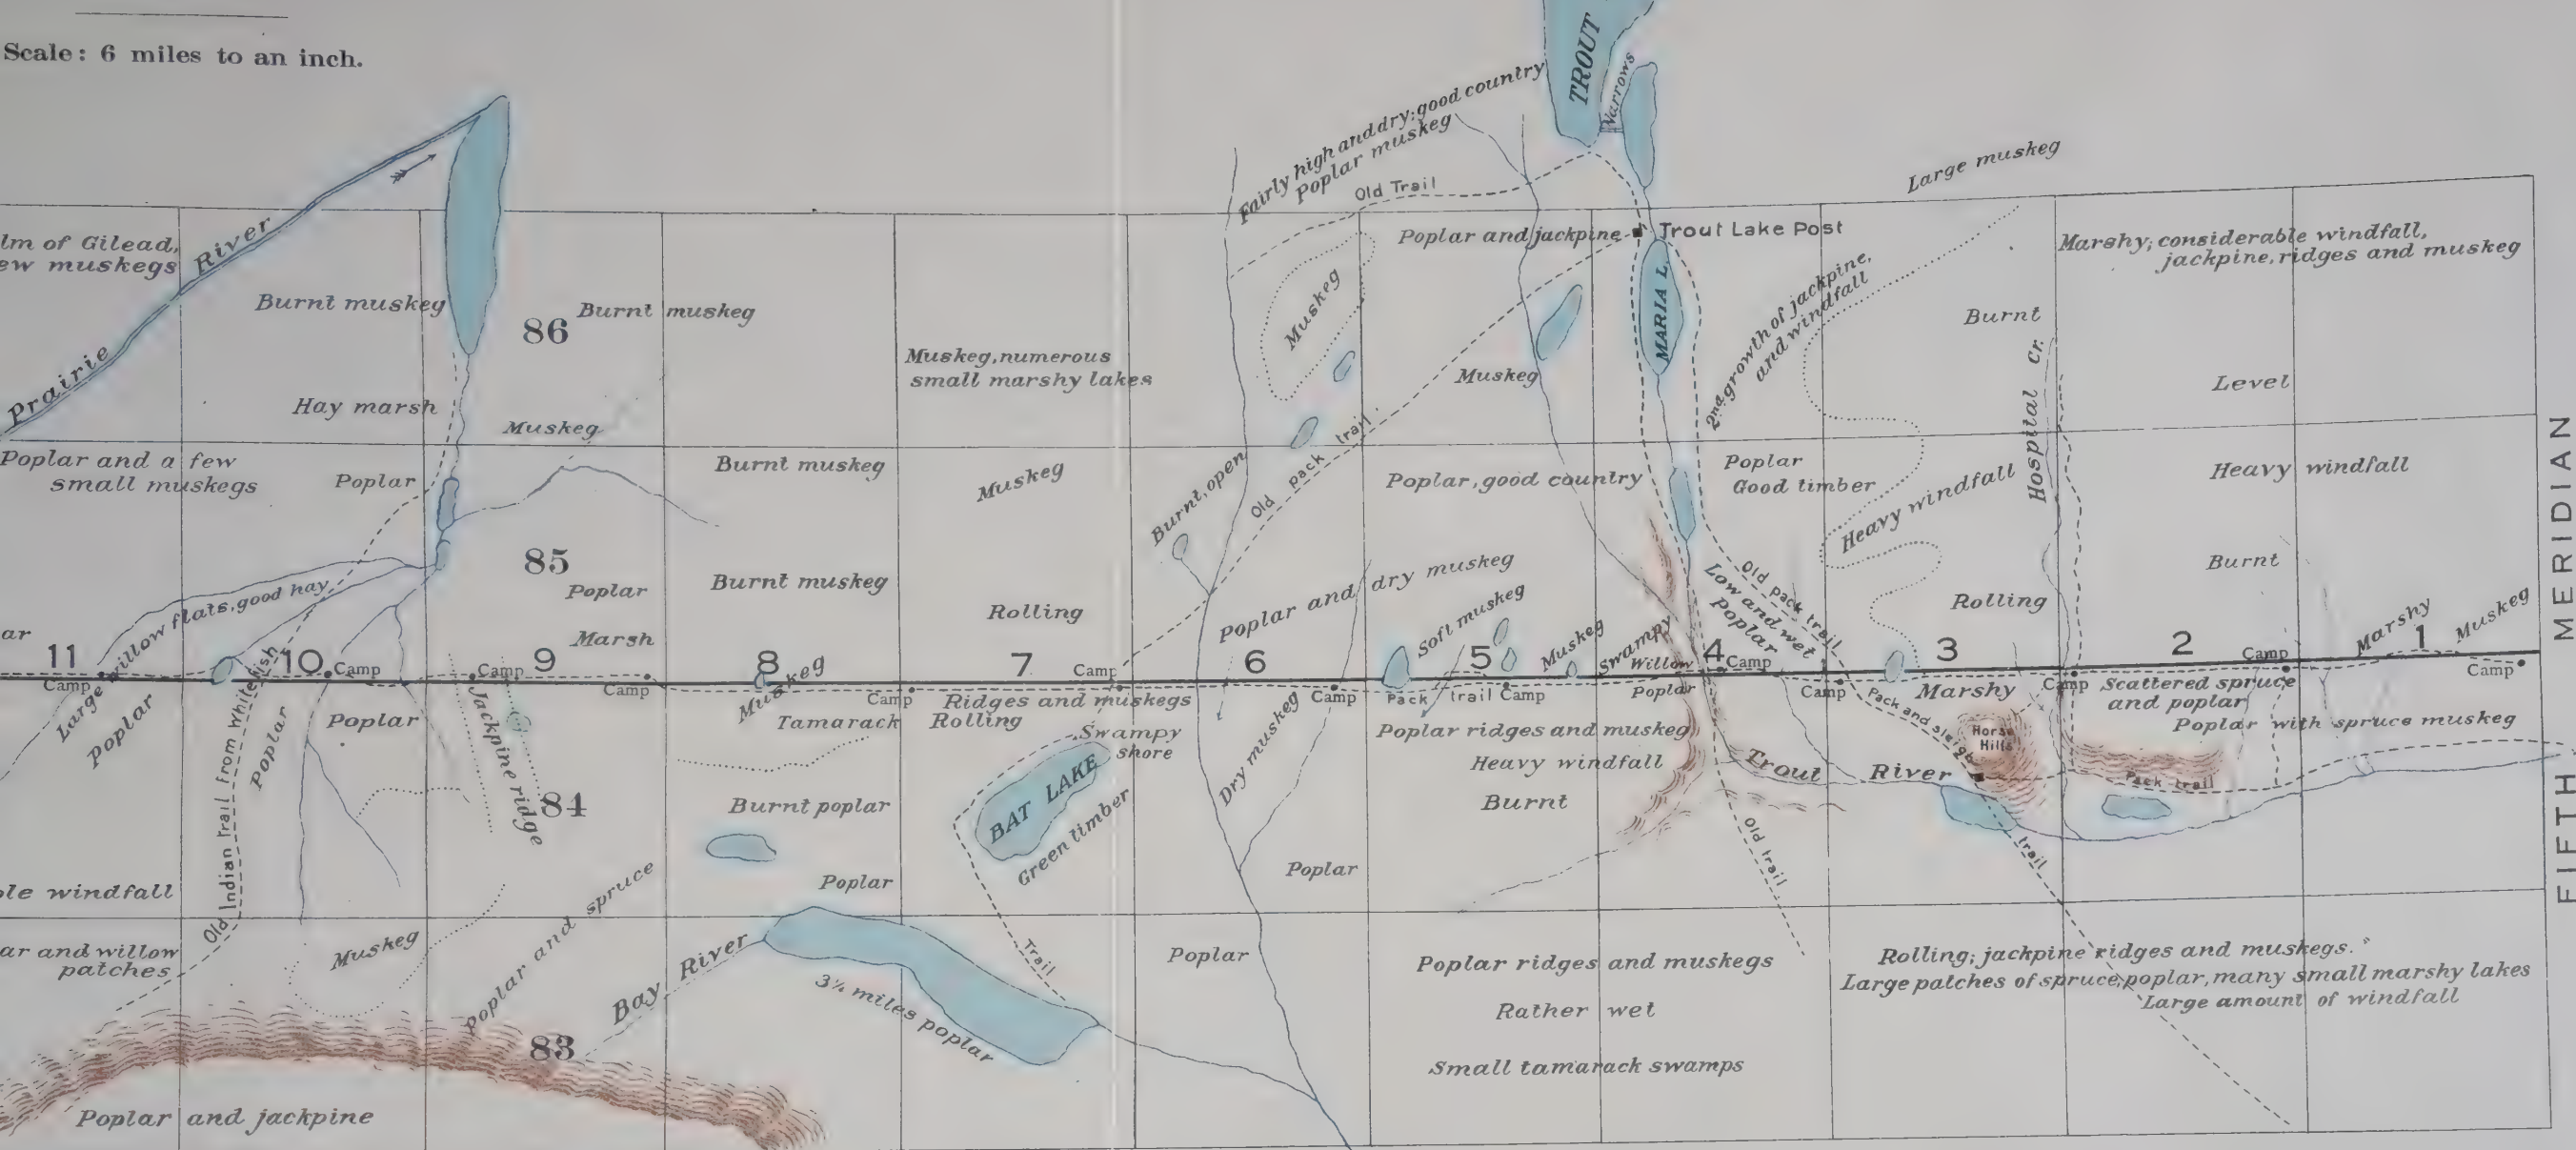 Scale: 6 miles to an inch.
TROUT
Narrows
Fairly high and dry; good country
Poplar muskeg
Old Trail
Large muskeg
lm of Gilead,
ew muskegs
Prairie River
Burnt muskeg
86
Burnt muskeg
Hay marsh
Muskeg
Muskeg, numerous
small marshy lakes
Muskeg
Poplar and jackpine
Trout Lake Post
MARIA L.
Muskeg
2nd growth of jackpine,
and windfall
Burnt
Hospital Cr.
Marshy; considerable windfall,
jackpine, ridges and muskeg
Level
MERIDIAN
Poplar and a few
small muskegs
Poplar
Burnt muskeg
Muskeg
Burnt, open
Old pack trail.
Poplar, good country
Poplar
Good timber
Heavy windfall
Heavy windfall
85
Poplar
Marsh
Burnt muskeg
Rolling
Poplar and dry muskeg
Soft muskeg
Muskeg
Swampy
Willow
Poplar
Low and wet
poplar
Old pack trail
Rolling
Burnt
Marshy
Muskeg
ar
Large willow flats, good hay
11
10
9
8
7
6
5
4
3
2
1
Camp
Camp
Camp
Camp
Camp
Camp
Camp
Camp
Camp
Camp
Camp
Camp
Camp
Poplar
Old Indian trail From Whitefish
Poplar
Poplar
Jackpine ridge
84
Muskeg
Tamarack
Ridges and muskegs
Rolling
Swampy
shore
BAT LAKE
Green timber
Dry muskeg
Pack trail
Poplar ridges and muskeg
Heavy windfall
Burnt
Trout River
Marshy
Pack and sleigh
Horse
Hills
Scattered spruce
and poplar
Poplar with spruce muskeg
Pack trail
Old trail
trail
FIFTH
Burnt poplar
Poplar
Poplar
ple windfall
ar and willow
patches
Muskeg
Poplar and spruce
Bay River
3¼ miles poplar
Trail
Poplar
Poplar ridges and muskegs
Rather wet
Small tamarack swamps
Rolling; jackpine ridges and muskegs.
Large patches of spruce, poplar, many small marshy lakes
Large amount of windfall
83
Poplar and jackpine